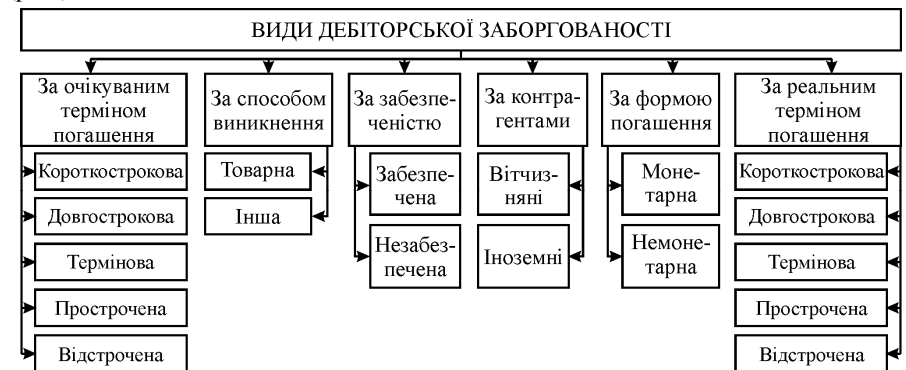 ВИДИ ДЕБІТОРСЬКОЇ ЗАБОРГОВАНОСТІ
За очікуваним
терміном
погашення
Короткострокова
Довгострокова
Термінова
Прострочена
Відстрочена
За способом
виникнення
Товарна
Інша
За забезпе-
ченістю
Забезпе-
чена
Незабез-
печена
За контра-
гентами
Вітчиз-
няні
Іноземні
За формою
погашення
Моне-
тарна
Немоне-
тарна
За реальним
терміном
погашення
Короткострокова
Довгострокова
Термінова
Прострочена
Відстрочена